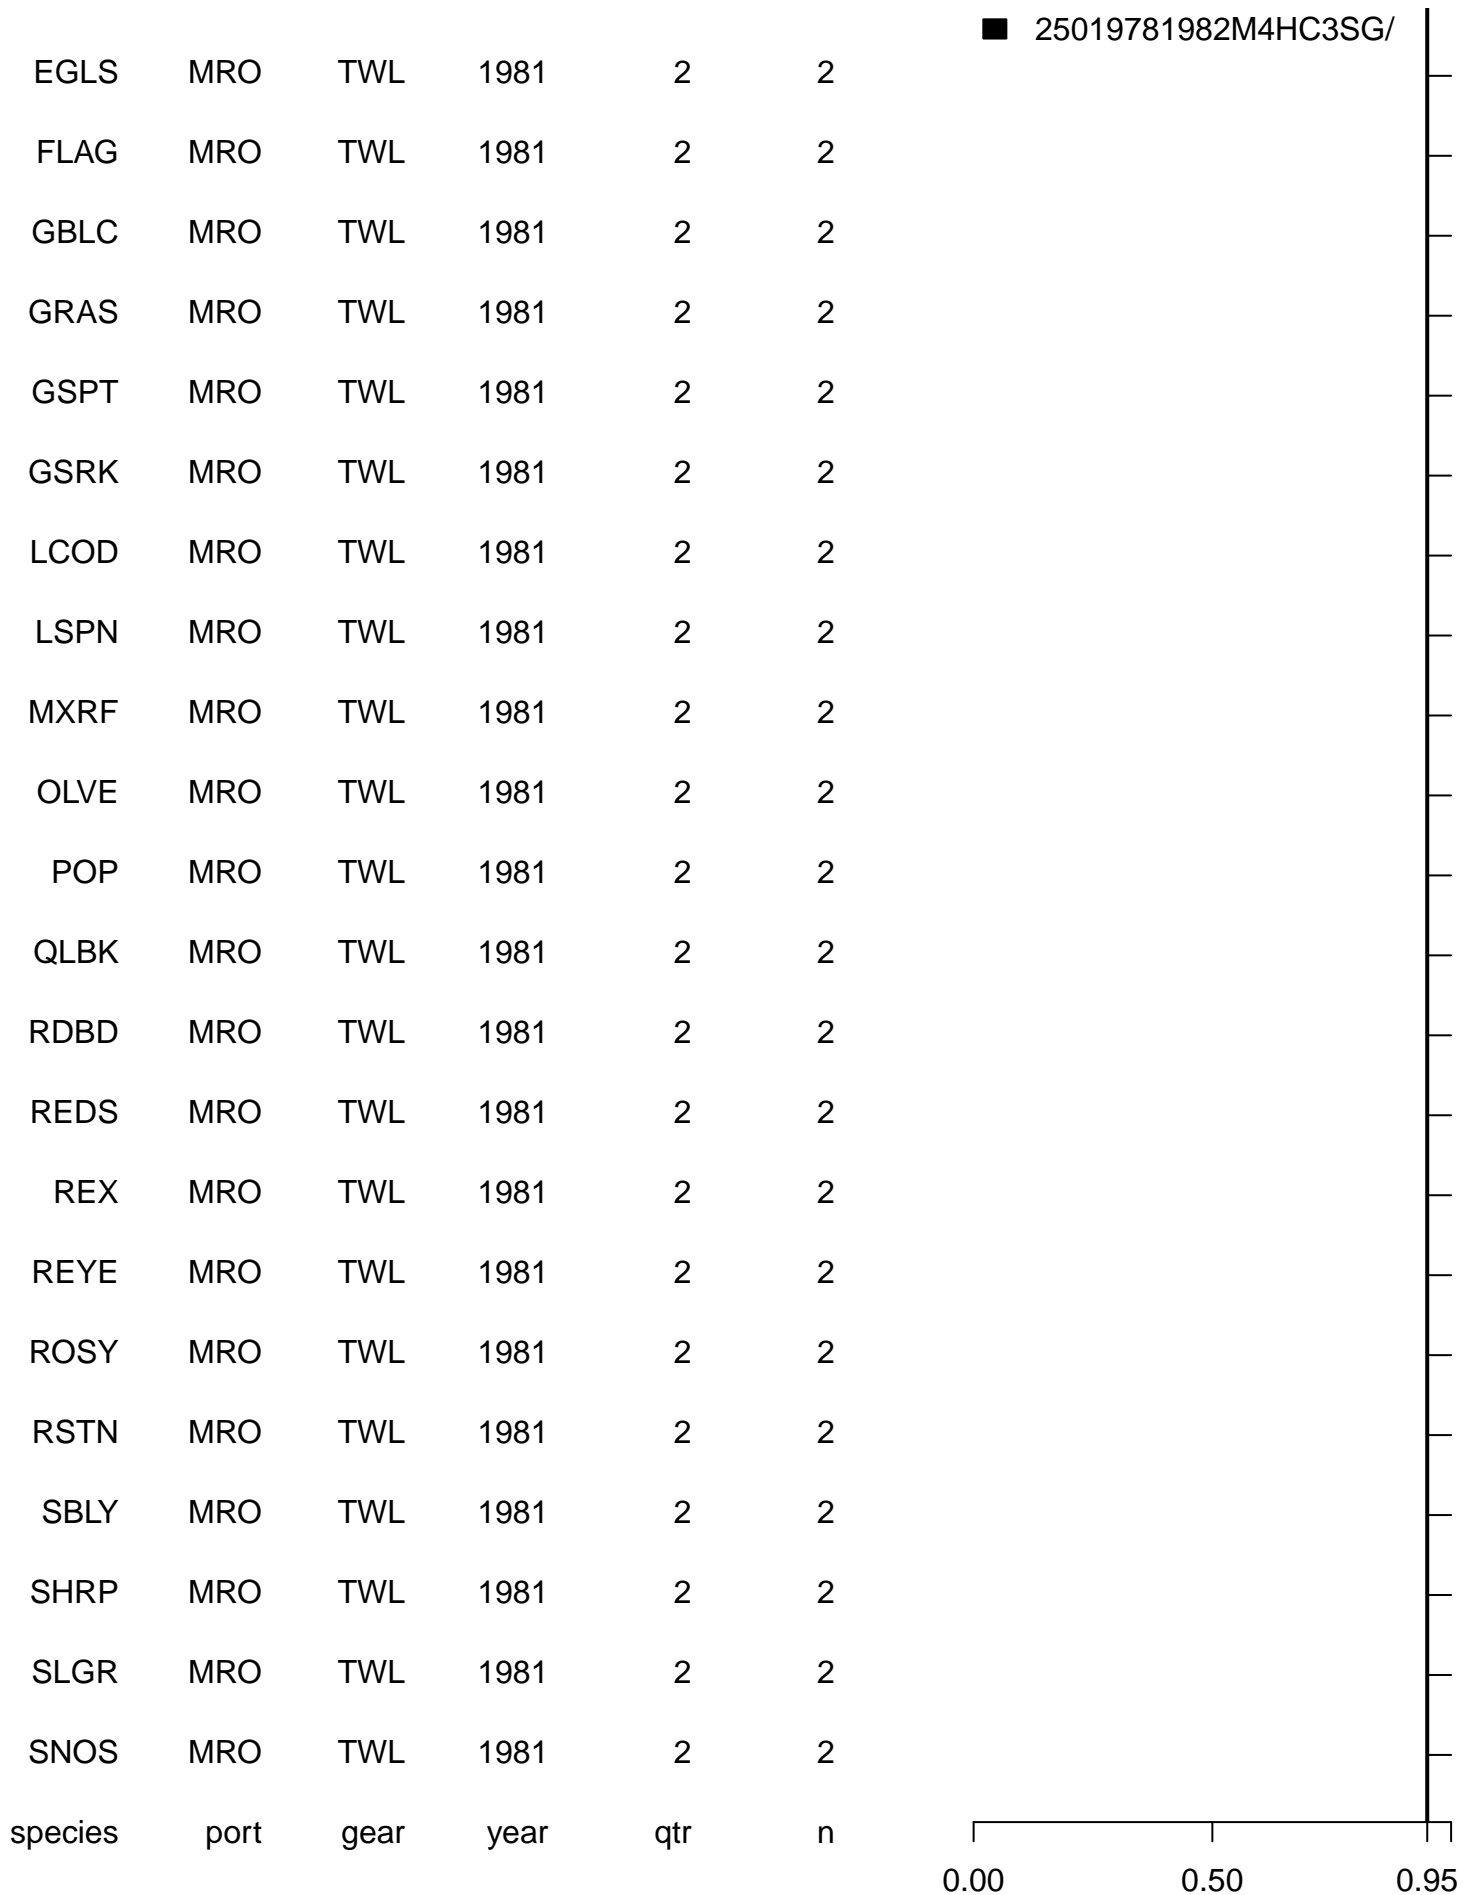 25019781982M4HC3SG/
EGLS MRO TWL 1981 2 2
FLAG MRO TWL 1981 2 2
GBLC MRO TWL 1981 2 2
GRAS MRO TWL 1981 2 2
GSPT MRO TWL 1981 2 2
GSRK MRO TWL 1981 2 2
LCOD MRO TWL 1981 2 2
LSPN MRO TWL 1981 2 2
MXRF MRO TWL 1981 2 2
OLVE MRO TWL 1981 2 2
POP MRO TWL 1981 2 2
QLBK MRO TWL 1981 2 2
RDBD MRO TWL 1981 2 2
REDS MRO TWL 1981 2 2
REX MRO TWL 1981 2 2
REYE MRO TWL 1981 2 2
ROSY MRO TWL 1981 2 2
RSTN MRO TWL 1981 2 2
SBLY MRO TWL 1981 2 2
SHRP MRO TWL 1981 2 2
SLGR MRO TWL 1981 2 2
SNOS MRO TWL 1981 2 2
species port gear year qtr n
0.00 0.50 0.95